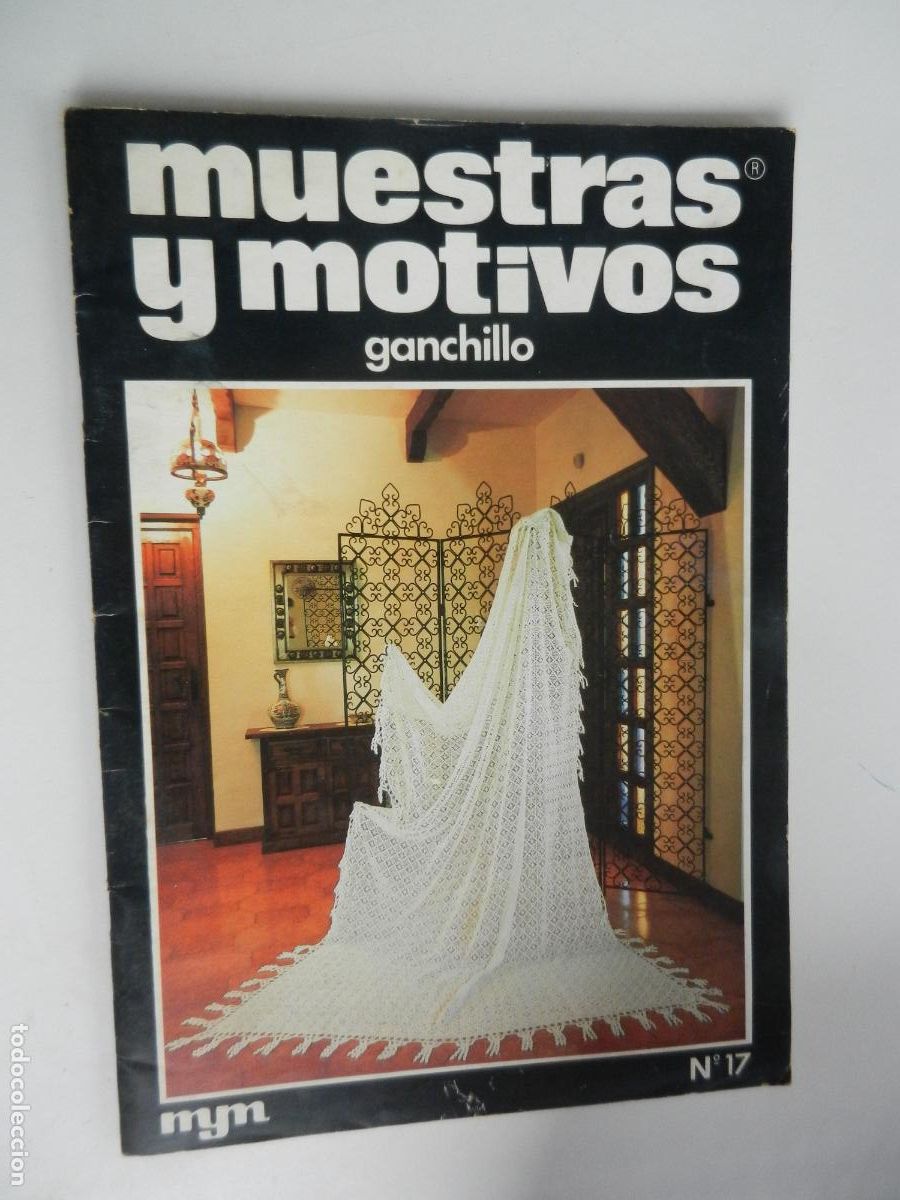 muestras ®
y motivos
ganchillo
Nº 17
mym
todocoleccion